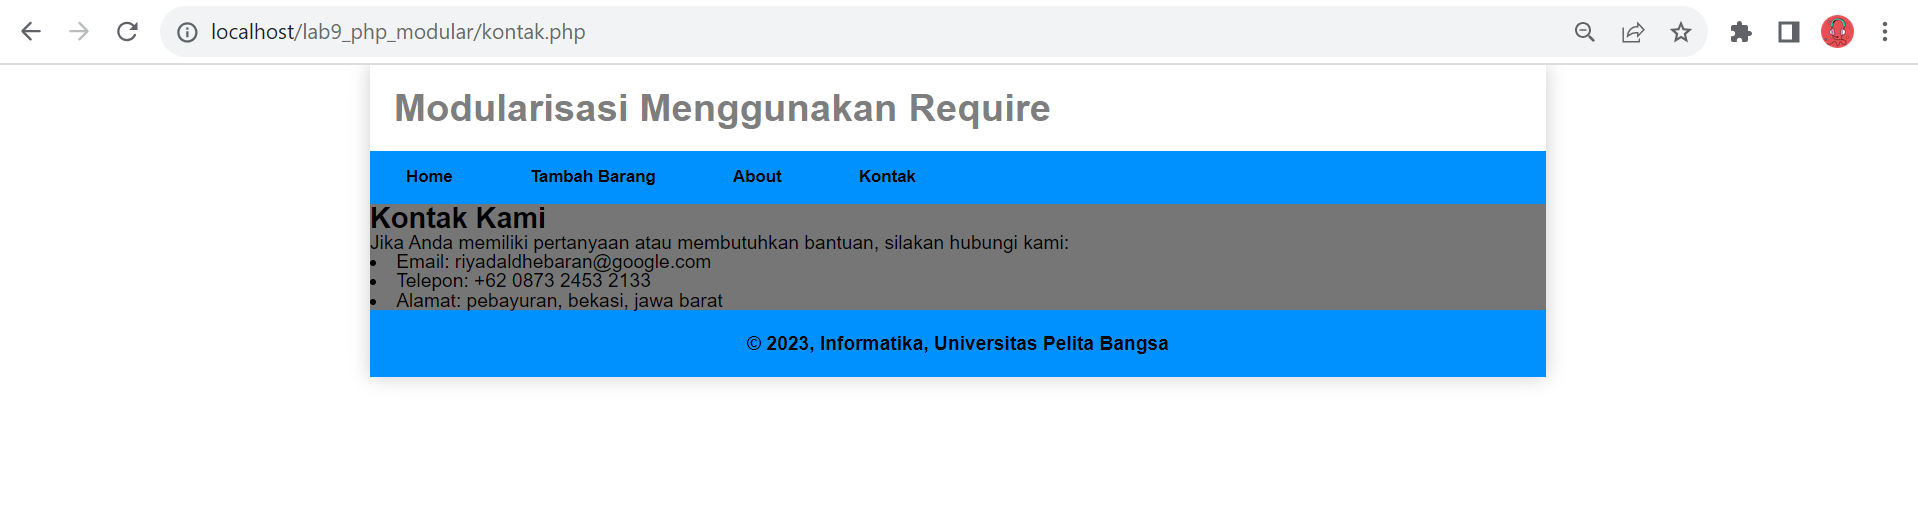 localhost/lab9_php_modular/kontak.php
Modularisasi Menggunakan Require
Home Tambah Barang About Kontak
Kontak Kami
Jika Anda memiliki pertanyaan atau membutuhkan bantuan, silakan hubungi kami:
• Email: riyadaldhebaran@google.com
• Telepon: +62 0873 2453 2133
• Alamat: pebayuran, bekasi, jawa barat
© 2023, Informatika, Universitas Pelita Bangsa